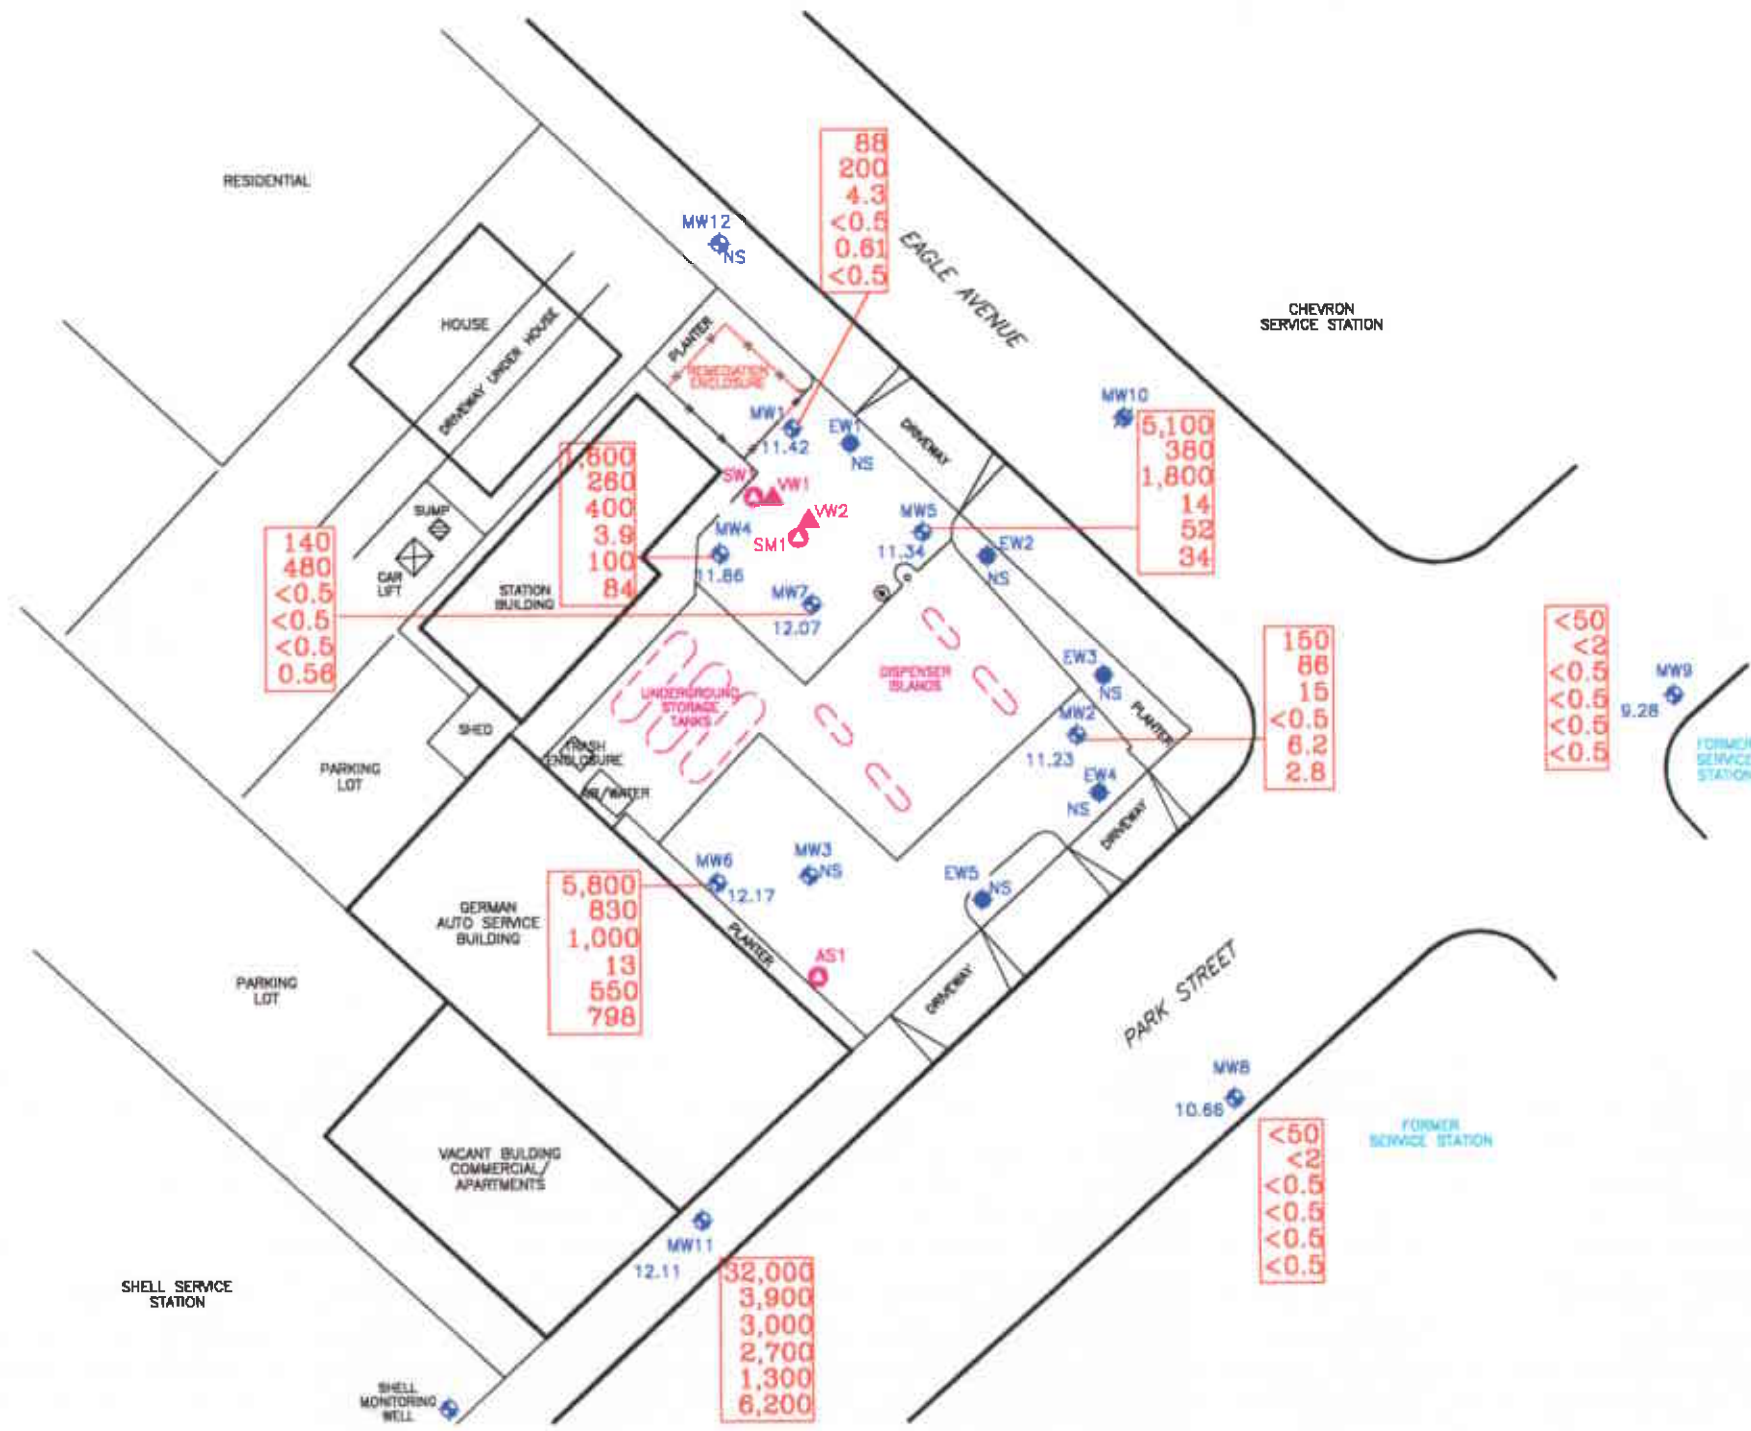 88
200
4.3
<0.5
0.61
<0.5
RESIDENTIAL
MW12
NS
EAGLE AVENUE
CHEVRON
SERVICE STATION
HOUSE
DRIVEWAY UNDER HOUSE
PLANTER
REMEDIATION
ENCLOSURE
MW1
11.42
EW1
NS
DRIVEWAY
MW10
5,100
380
1,800
14
52
34
1,600
260
400
3.9
100
84
SW1
VW1
VW2
SM1
MW4
11.86
MW5
11.34
EW2
NS
SUMP
CAR
LIFT
STATION
BUILDING
140
480
<0.5
<0.5
<0.5
0.56
MW7
12.07
DISPENSER
ISLANDS
UNDERGROUND
STORAGE
TANKS
EW3
NS
MW2
11.23
PLANTER
150
86
15
<0.5
6.2
2.8
<50
<2
<0.5
<0.5
<0.5
<0.5
MW9
9.28
FORMER
SERVICE
STATION
SHED
TRASH
ENCLOSURE
AIR/WATER
PARKING
LOT
EW4
NS
DRIVEWAY
MW6
12.17
MW3
NS
EW5
NS
5,800
830
1,000
13
550
798
GERMAN
AUTO SERVICE
BUILDING
PLANTER
AS1
DRIVEWAY
PARKING
LOT
PARK STREET
MW8
10.66
<50
<2
<0.5
<0.5
<0.5
<0.5
FORMER
SERVICE STATION
VACANT BULDING
COMMERCIAL/
APARTMENTS
MW11
12.11
32,000
3,900
3,000
2,700
1,300
6,200
SHELL SERVICE
STATION
SHELL
MONITORING
WELL